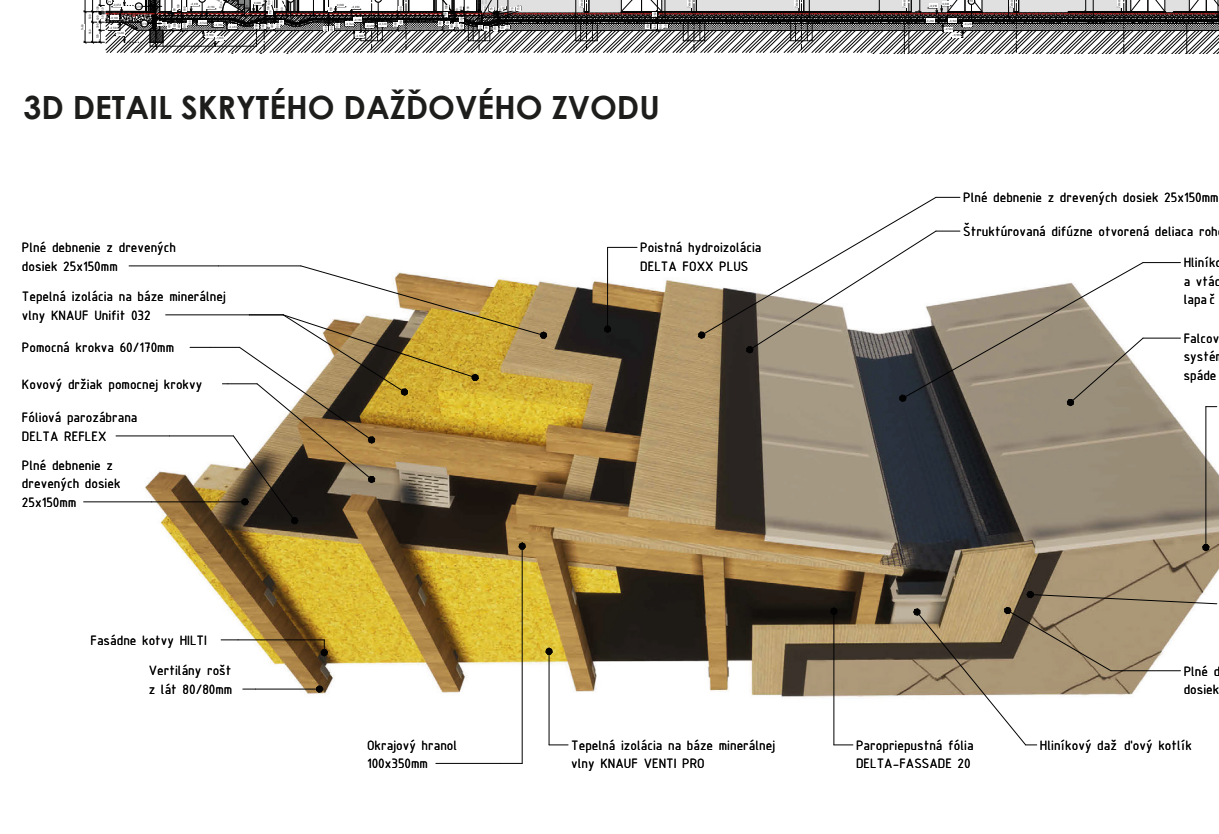 3D DETAIL SKRYTÉHO DAŽĎOVÉHO ZVODU
Plné debnenie z drevených dosiek 25x150mm
Štruktúrovaná difúzne otvorená deliaca
Plné debnenie z drevených
dosiek 25x150mm
Poistná hydroizolácia
DELTA FOXX PLUS
a
lapač
Tepelná izolácia na báze minerálnej
vlny KNAUF Unifit 032
Pomocná krokva 60/170mm
spáde
Kovový držiak pomocnej krokvy
Fóliová parozábrana
DELTA REFLEX
Plné debnenie z
drevených dosiek
25x150mm
Fasádne kotvy HILTI
Vertilány rošt
z lát 80/80mm
Plné
dosiek
Okrajový hranol
100x350mm
Tepelná izolácia na báze minerálnej
vlny KNAUF VENTI PRO
Paropriepustná fólia
DELTA-FASSADE 20
Hliníkový daž ďový kotlík